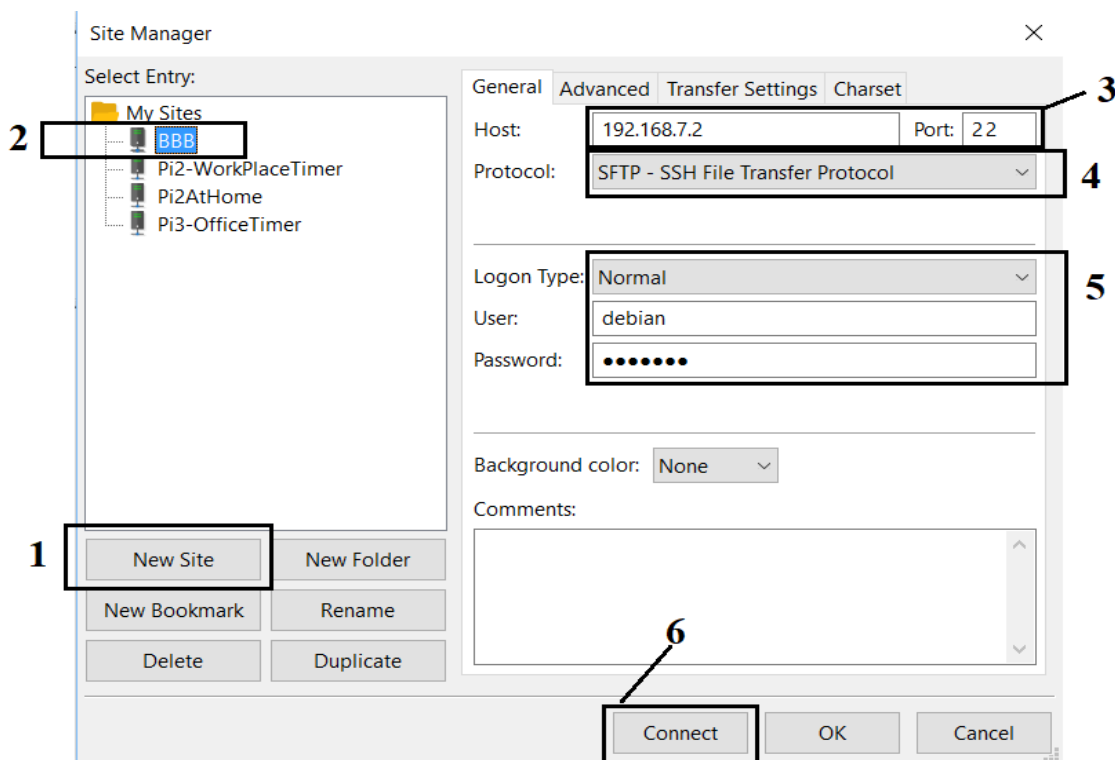 Site Manager
Select Entry:
My Sites
2
BBB
Pi2-WorkPlaceTimer
Pi2AtHome
Pi3-OfficeTimer
1
New Site
New Folder
New Bookmark
Rename
Delete
Duplicate
General Advanced Transfer Settings Charset
3
Host: 192.168.7.2 Port: 22
Protocol: SFTP - SSH File Transfer Protocol
4
Logon Type: Normal
5
User: debian
Password: •••••••
Background color: None
Comments:
6
Connect OK Cancel